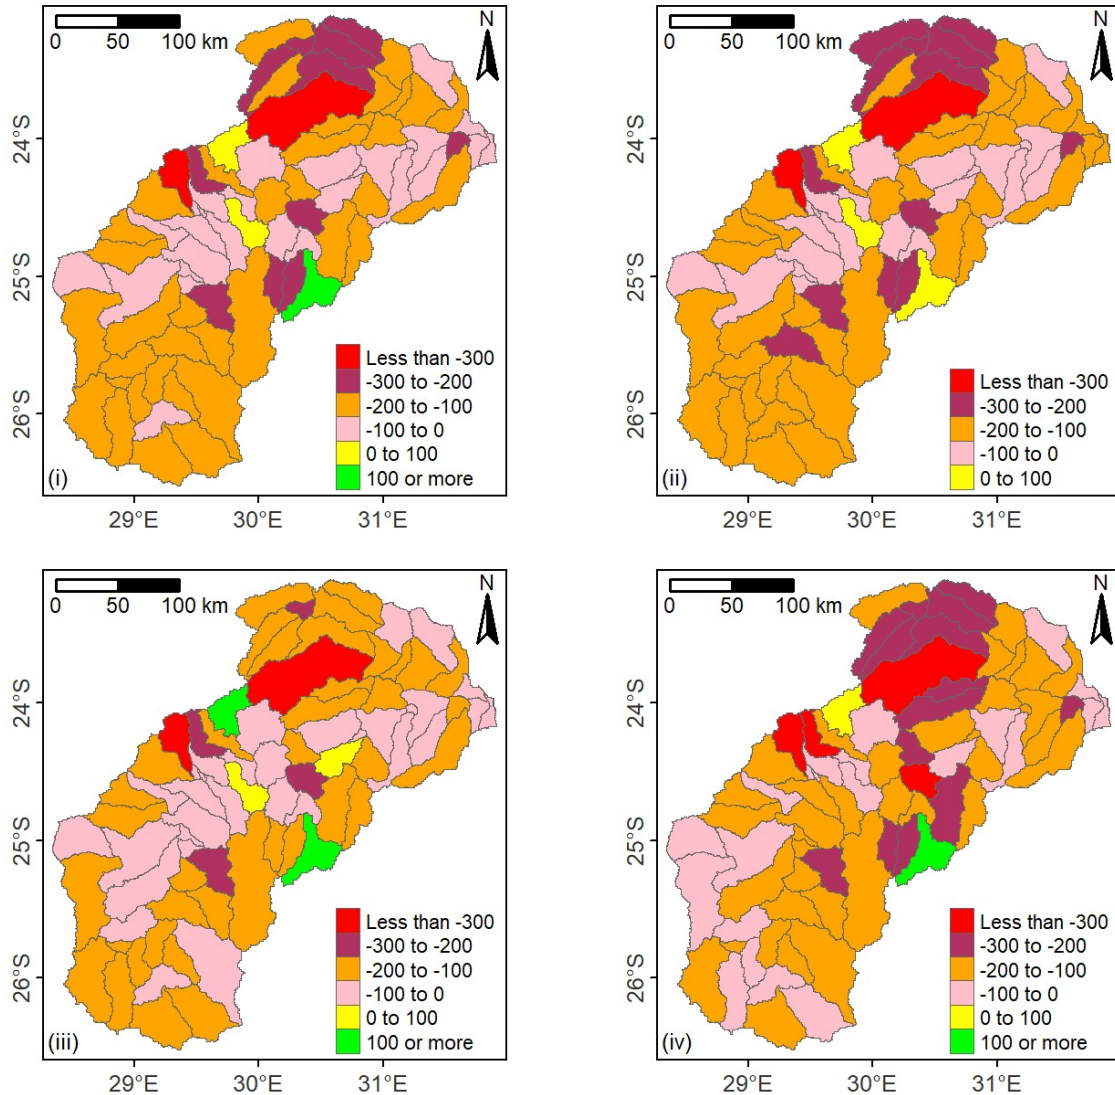 N
0 50 100 km
24°S
25°S
26°S
Less than -300
-300 to -200
-200 to -100
-100 to 0
0 to 100
100 or more
(i)
29°E 30°E 31°E
N
0 50 100 km
24°S
25°S
26°S
Less than -300
-300 to -200
-200 to -100
-100 to 0
0 to 100
(ii)
29°E 30°E 31°E
N
0 50 100 km
24°S
25°S
26°S
Less than -300
-300 to -200
-200 to -100
-100 to 0
0 to 100
100 or more
(iii)
29°E 30°E 31°E
N
0 50 100 km
24°S
25°S
26°S
Less than -300
-300 to -200
-200 to -100
-100 to 0
0 to 100
100 or more
(iv)
29°E 30°E 31°E